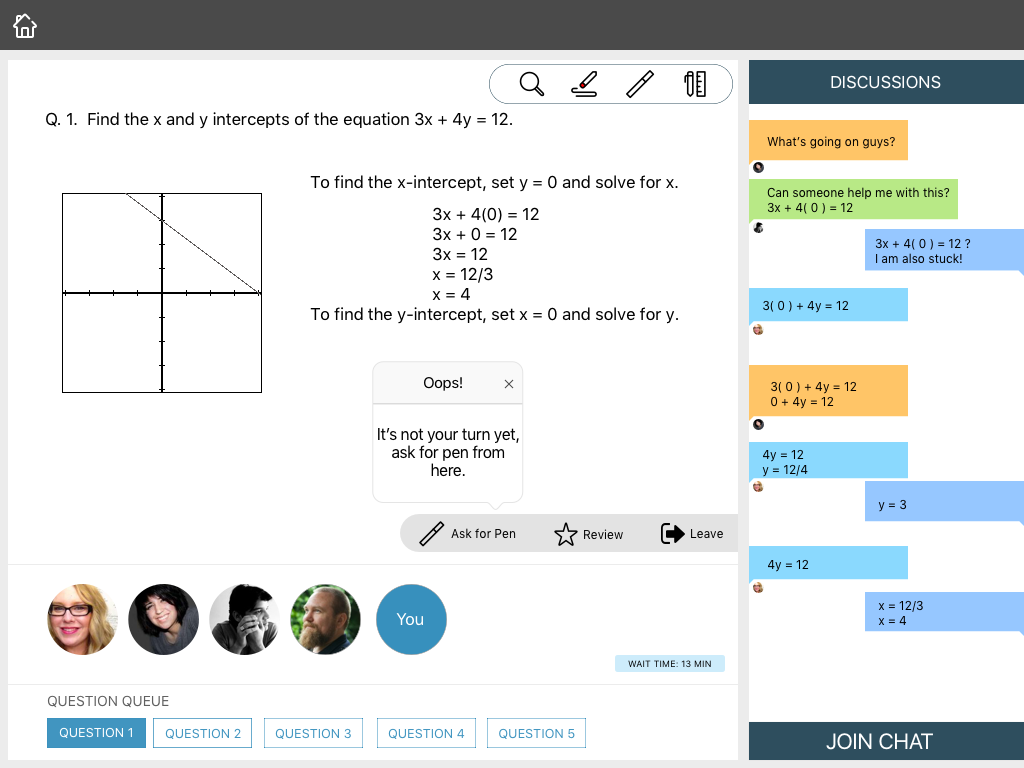 Q. 1.  Find the x and y intercepts of the equation 3x + 4y = 12.
To find the x-intercept, set y = 0 and solve for x.
3x + 4(0) = 12
3x + 0 = 12
3x = 12
x = 12/3
x = 4
To find the y-intercept, set x = 0 and solve for y.
Oops!
It’s not your turn yet,
ask for pen from
here.
Ask for Pen
Review
Leave
You
WAIT TIME: 13 MIN
QUESTION QUEUE
QUESTION 1
QUESTION 2
QUESTION 3
QUESTION 4
QUESTION 5
DISCUSSIONS
What’s going on guys?
Can someone help me with this?
3x + 4( 0 ) = 12
3x + 4( 0 ) = 12 ?
I am also stuck!
3( 0 ) + 4y = 12
3( 0 ) + 4y = 12
0 + 4y = 12
4y = 12
y = 12/4
y = 3
4y = 12
x = 12/3
x = 4
JOIN CHAT